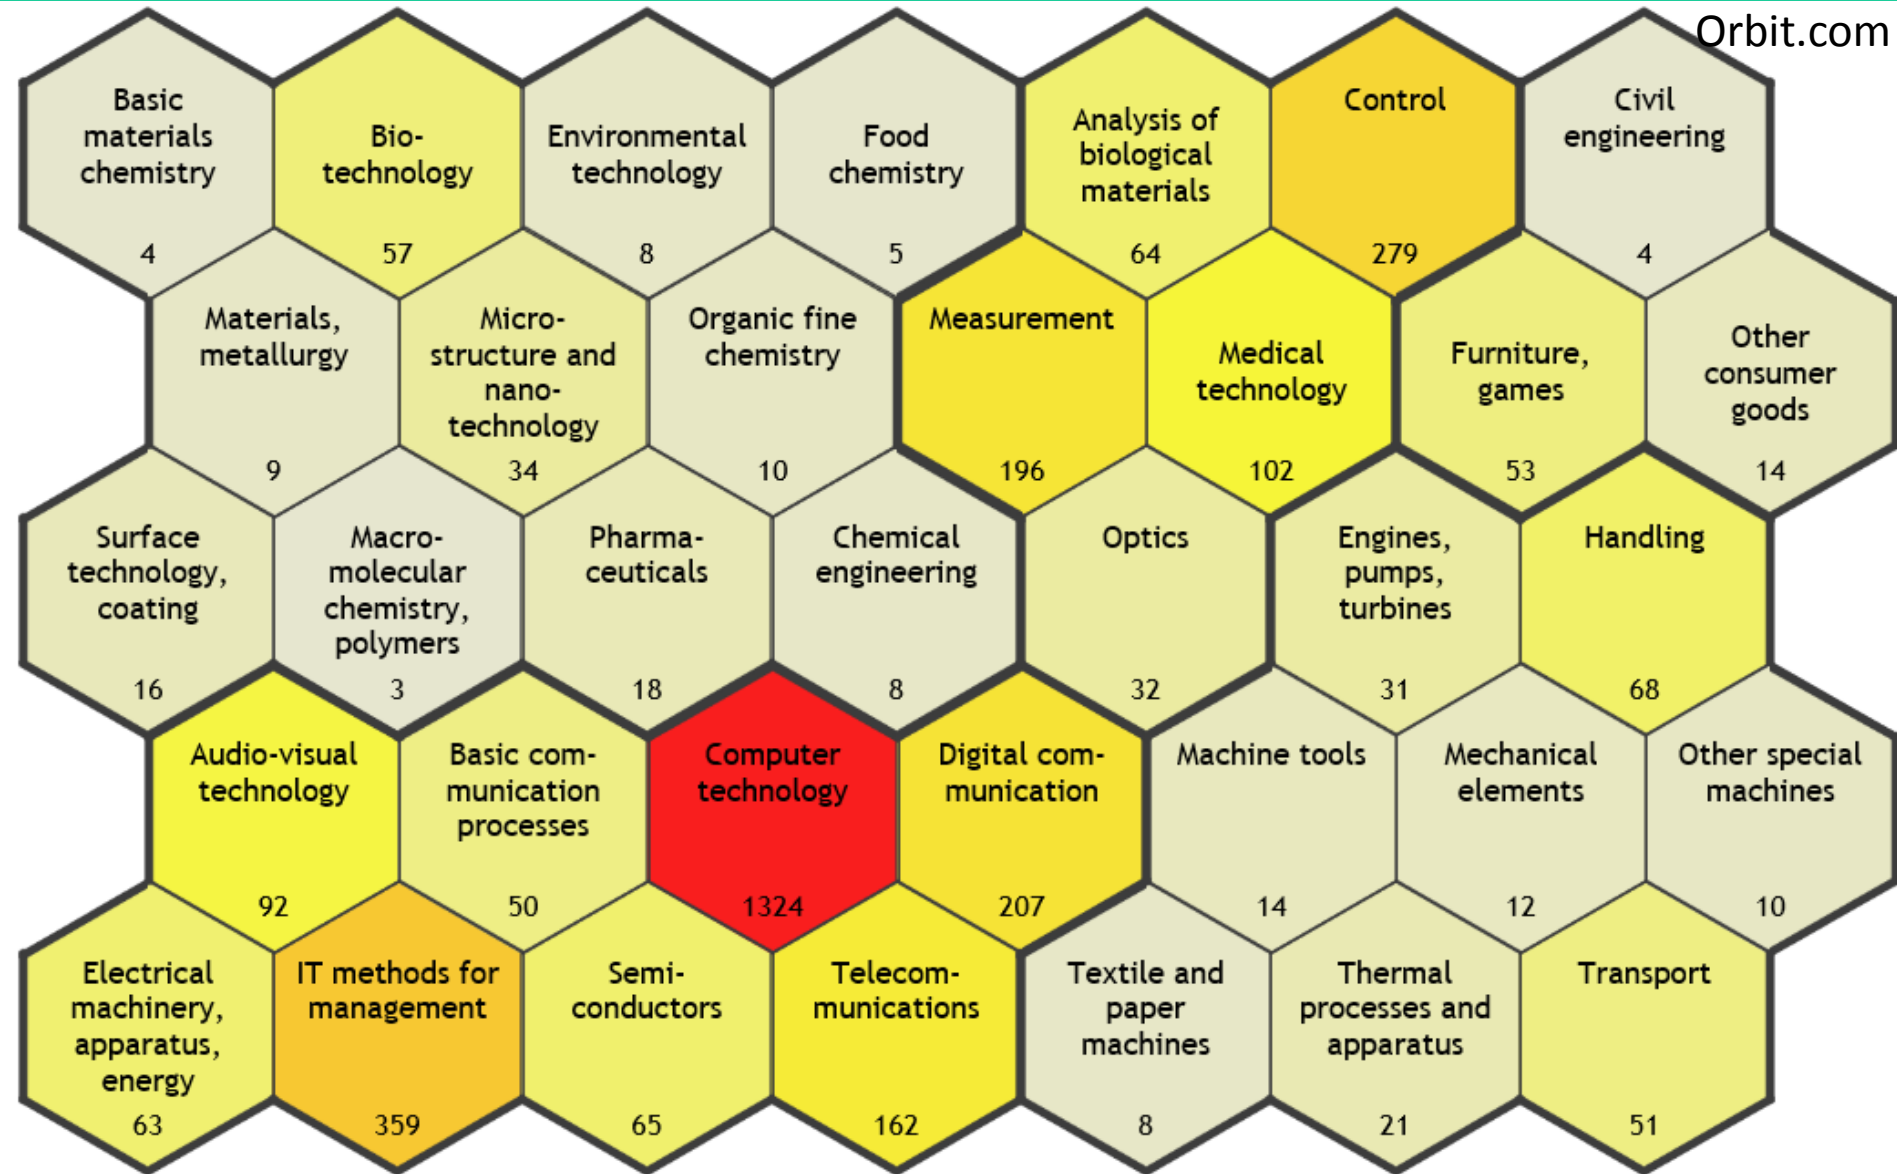 Orbit.com
Basic
materials
chemistry
4
Bio-
technology
57
Environmental
technology
8
Food
chemistry
5
Analysis of
biological
materials
64
Control
279
Civil
engineering
4
Materials,
metallurgy
9
Micro-
structure and
nano-
technology
34
Organic fine
chemistry
10
Measurement
196
Medical
technology
102
Furniture,
games
53
Other
consumer
goods
14
Surface
technology,
coating
16
Macro-
molecular
chemistry,
polymers
3
Pharma-
ceuticals
18
Chemical
engineering
8
Optics
32
Engines,
pumps,
turbines
31
Handling
68
Audio-visual
technology
92
Basic com-
munication
processes
50
Computer
technology
1324
Digital com-
munication
207
Machine tools
14
Mechanical
elements
12
Other special
machines
10
Electrical
machinery,
apparatus,
energy
63
IT methods for
management
359
Semi-
conductors
65
Telecom-
munications
162
Textile and
paper
machines
8
Thermal
processes and
apparatus
21
Transport
51